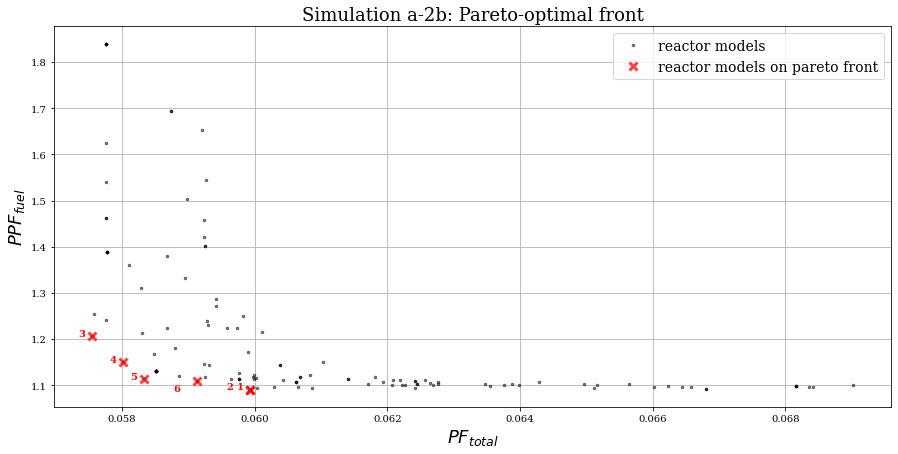 Simulation a-2b: Pareto-optimal front
reactor models
reactor models on pareto front
PPF_fuel
1.8
1.7
1.6
1.5
1.4
1.3
1.2
1.1
3
4
5
6
2 1
0.058 0.060 0.062 0.064 0.066 0.068
PF_total